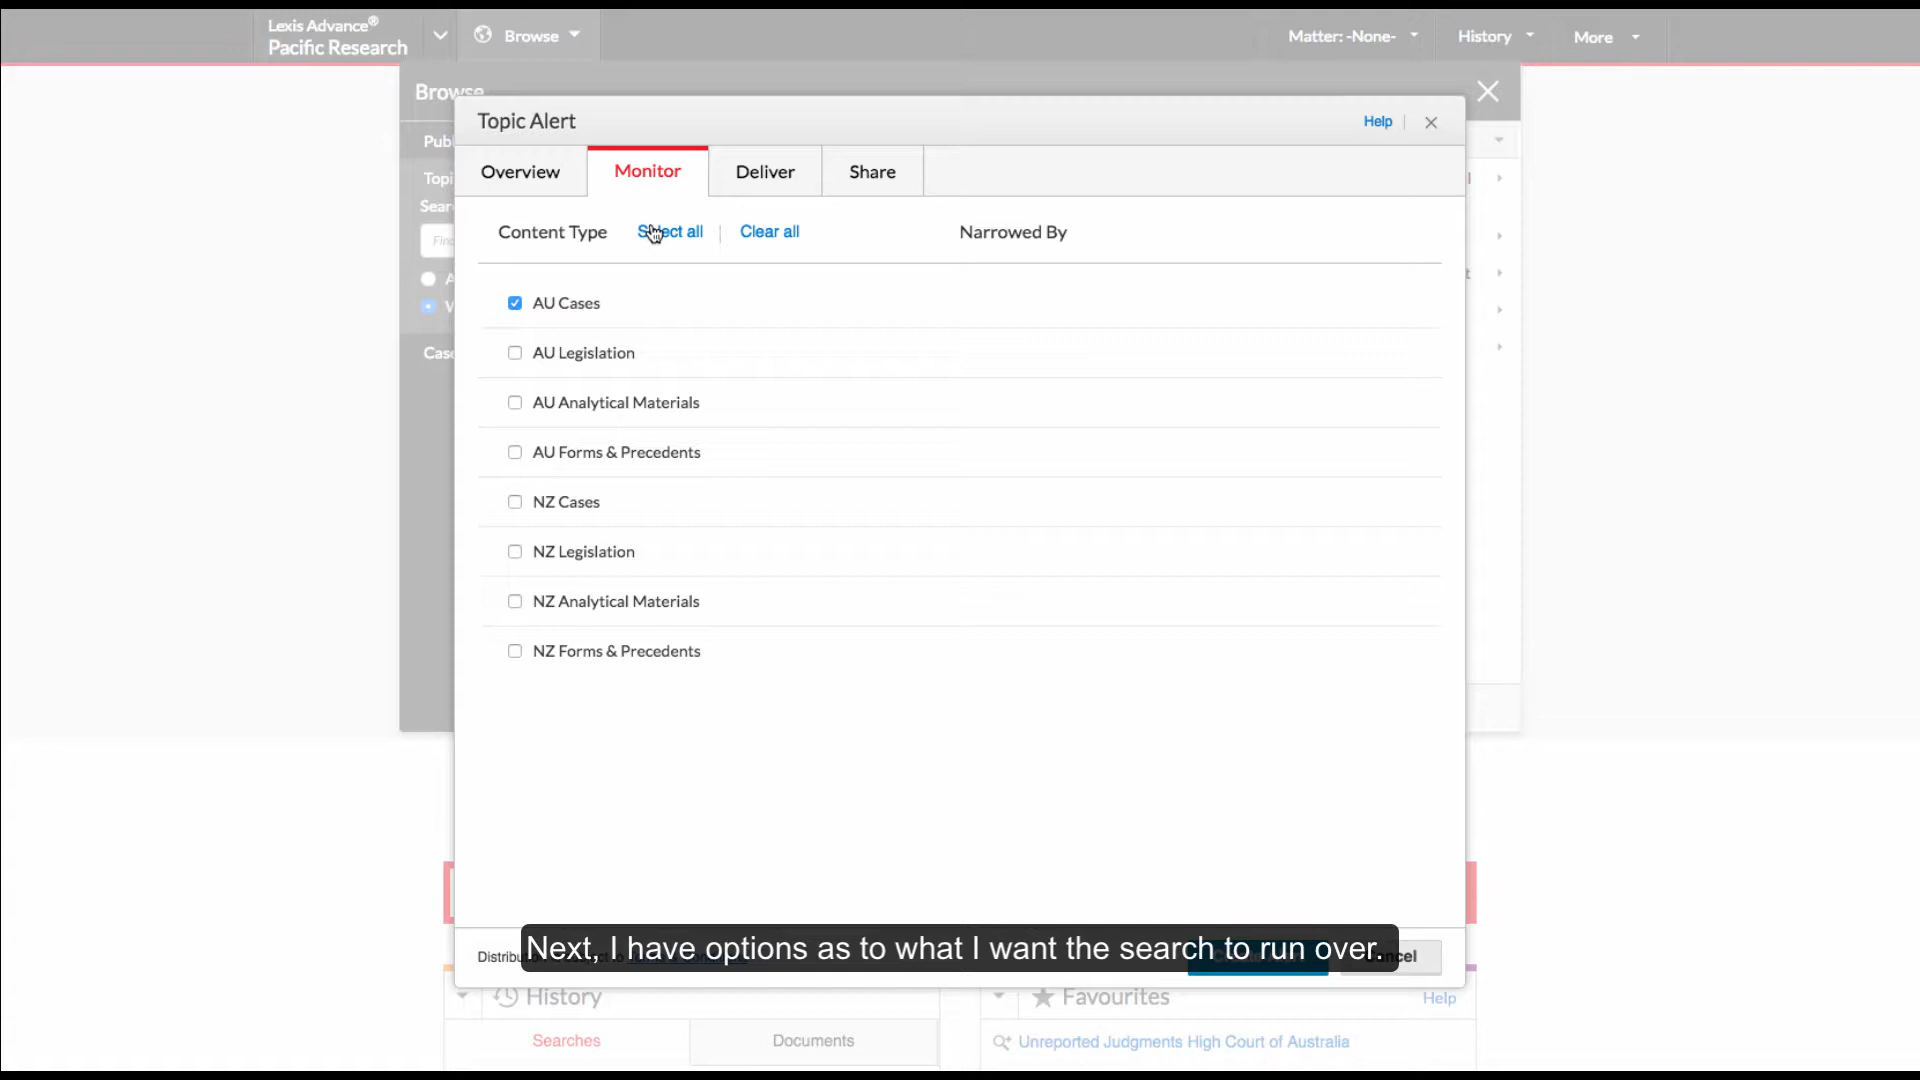 Lexis Advance®
Pacific Research
Browse
Matter: -None-
History
More
Browse
Topic Alert
Help
Overview
Monitor
Deliver
Share
Content Type
Select all
Clear all
Narrowed By
AU Cases
AU Legislation
AU Analytical Materials
AU Forms & Precedents
NZ Cases
NZ Legislation
NZ Analytical Materials
NZ Forms & Precedents
Next, I have options as to what I want the search to run over.
History
Favourites
Help
Searches
Documents
Unreported Judgments High Court of Australia